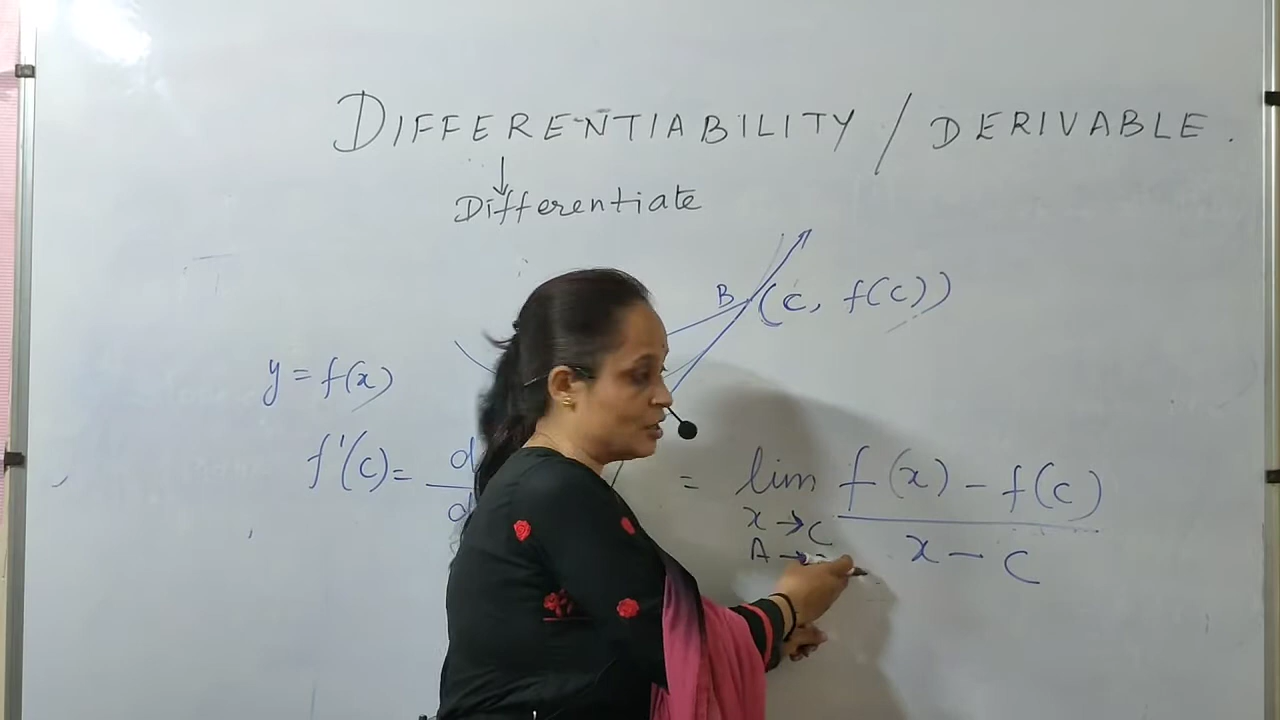 DIFFERENTIABILITY / DERIVABLE.
↓
Differentiate
B (c, f(c))
y = f(x)
f'(c) = = lim f(x) - f(c)
x → c x - c
A →